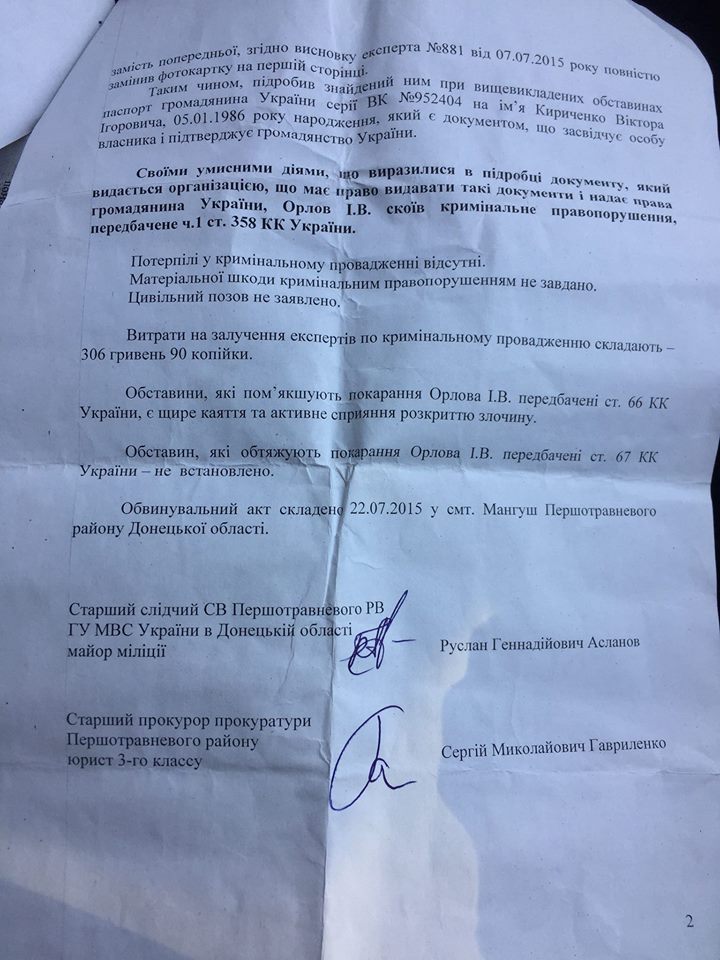 замість попередньої, згідно висновку експерта №881 від 07.07.2015 року повністю
замінив фотокартку на першій сторінці.
Таким чином, підробив знайдений ним при вищевикладених обставинах
паспорт громадянина України серії ВК №952404 на ім’я Кириченко Віктора
Ігоровича, 05.01.1986 року народження, який є документом, що засвідчує особу
власника і підтверджує громадянство України.
Своїми умисними діями, що виразилися в підробці документу, який
видається організацією, що має право видавати такі документи і надає права
громадянина України, Орлов І.В. скоїв кримінальне правопорушення,
передбачене ч.1 ст. 358 КК України.
Потерпілі у кримінальному провадженні відсутні.
Матеріальної шкоди кримінальним правопорушенням не завдано.
Цивільний позов не заявлено.
Витрати на залучення експертів по кримінальному провадженню складають –
306 гривень 90 копійки.
Обставини, які пом’якшують покарання Орлова І.В. передбачені ст. 66 КК
України, є щире каяття та активне сприяння розкриттю злочину.
Обставин, які обтяжують покарання Орлова І.В. передбачені ст. 67 КК
України – не встановлено.
Обвинувальний акт складено 22.07.2015 у смт. Мангуш Першотравневого
району Донецької області.
Старший слідчий СВ Першотравневого РВ
ГУ МВС України в Донецькій області
майор міліції Руслан Геннадійович Асланов
Старший прокурор прокуратури
Першотравневого району
юрист 3-го классу Сергій Миколайович Гавриленко
2